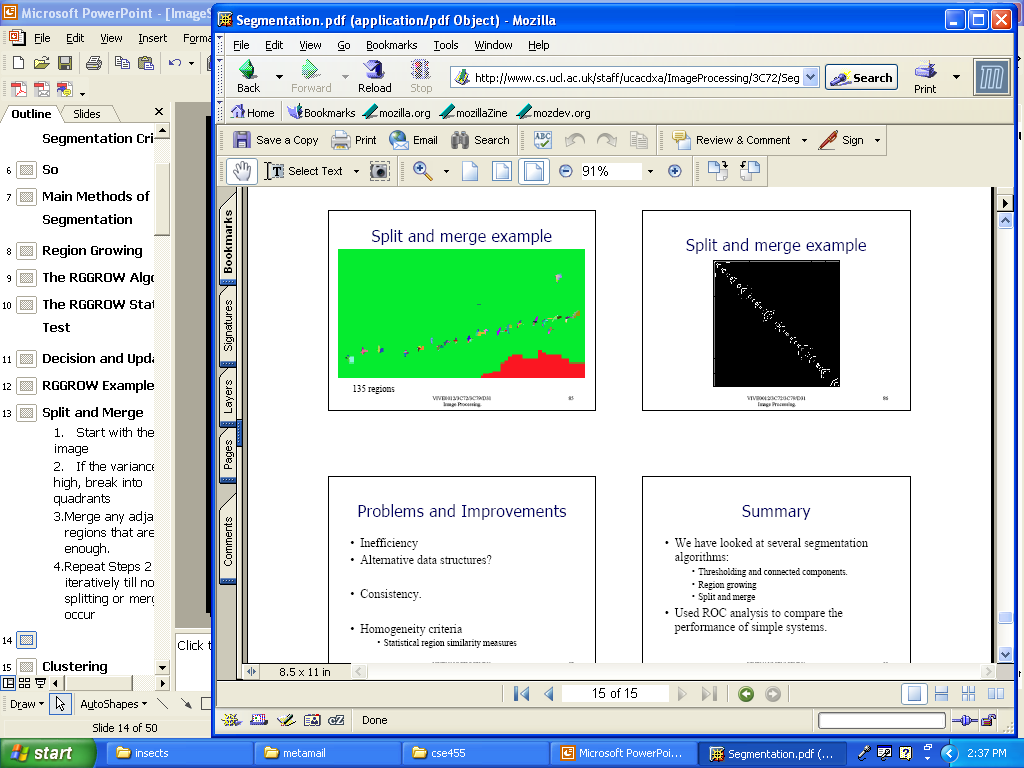 Microsoft PowerPoint - [ImageS
File Edit View Insert Forma
Outline Slides
Segmentation Cri
6 So
7 Main Methods of
Segmentation
8 Region Growing
9 The RGGROW Algo
10 The RGGROW Stat
Test
11 Decision and Upda
12 RGGROW Example
13 Split and Merge
1. Start with the
image
2. If the variance
high, break into
quadrants
3.Merge any adja
regions that are
enough.
4.Repeat Steps 2
iteratively till no
splitting or merg
occur
14
15 Clustering
Click t
Draw AutoShapes
Slide 14 of 50
Segmentation.pdf (application/pdf Object) - Mozilla
File Edit View Go Bookmarks Tools Window Help
Back Forward Reload Stop http://www.cs.ucl.ac.uk/staff/ucacdxa/ImageProcessing/3C72/Seg Search Print
Home Bookmarks mozilla.org mozillaZine mozdev.org
Save a Copy Print Email Search Review & Comment Sign
Select Text 91%
Bookmarks
Signatures
Layers
Pages
Comments
Split and merge example
135 regions
VIVE0012/3C72/3C79/D31
Image Processing.
85
Split and merge example
VIVE0012/3C72/3C79/D31
Image Processing.
86
Problems and Improvements
• Inefficiency
• Alternative data structures?
• Consistency.
• Homogeneity criteria
• Statistical region similarity measures
Summary
• We have looked at several segmentation
algorithms:
• Thresholding and connected components.
• Region growing
• Split and merge
• Used ROC analysis to compare the
performance of simple systems.
8.5 x 11 in
15 of 15
Done
start insects metamail cse455 Microsoft PowerPoi... Segmentation.pdf (... 2:37 PM